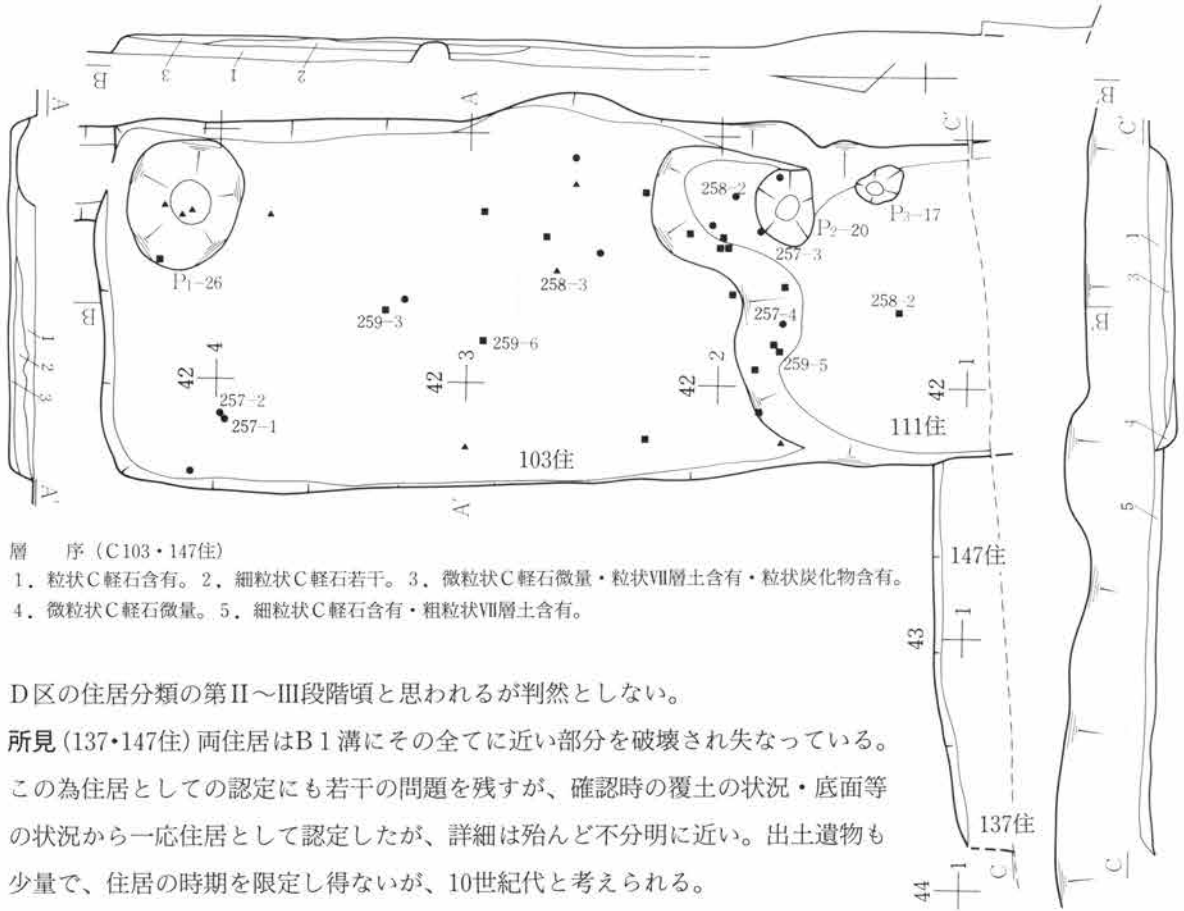 3
1
2
B
B'
A
A
C'
C'
258-2
P₂-20
P₃-17
257-3
P₁-26
258-3
259-3
259-6
257-4
258-2
259-5
B
B'
1
2
3
1
3
4
5
42 4
42 3
42 2
42 1
257-2
257-1
103住
111住
A'
A'
147住
43 1
137住
44 1
C
C
層　序 (C103・147住)
1．粒状C軽石含有。2．細粒状C軽石若干。3．微粒状C軽石微量・粒状VII層土含有・粒状炭化物含有。
4．微粒状C軽石微量。5．細粒状C軽石含有・粗粒状VII層土含有。
D区の住居分類の第II〜III段階頃と思われるが判然としない。
所見 (137・147住) 両住居はB1溝にその全てに近い部分を破壊され失なっている。
この為住居としての認定にも若干の問題を残すが、確認時の覆土の状況・底面等
の状況から一応住居として認定したが、詳細は殆んど不分明に近い。出土遺物も
少量で、住居の時期を限定し得ないが、10世紀代と考えられる。